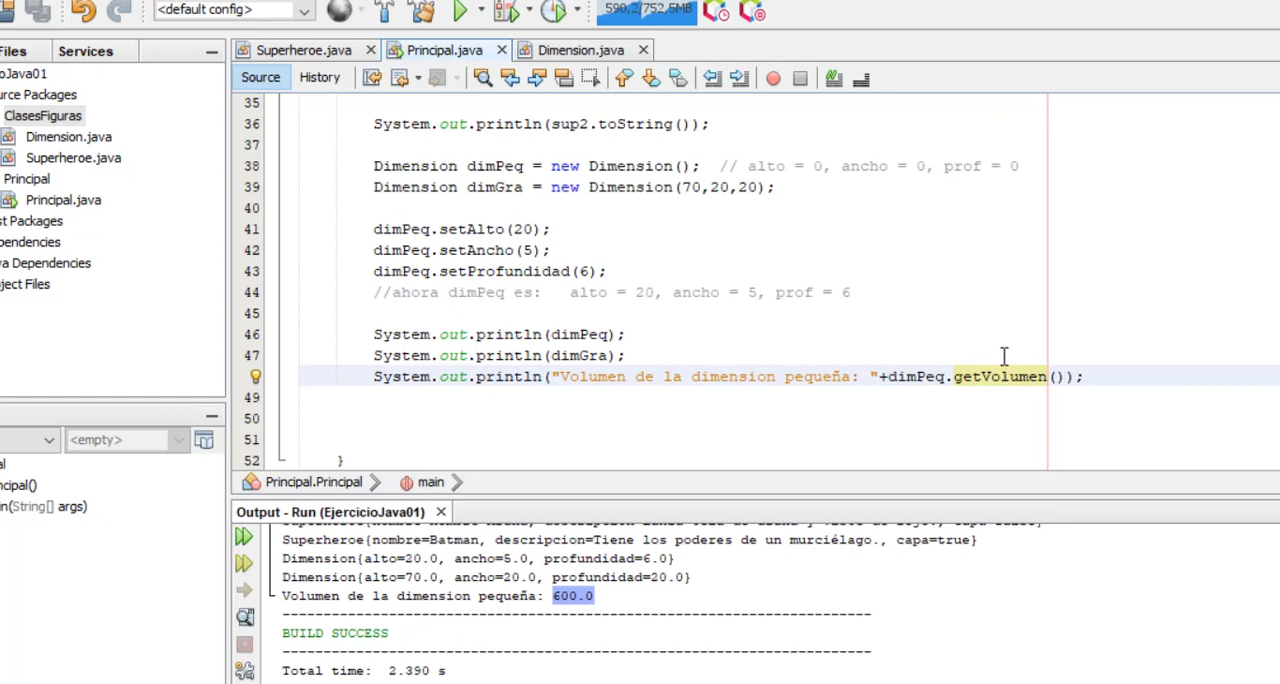 <default config>
590,2/752,5MB
Files
Services
Superheroe.java
Principal.java
Dimension.java
Source
History
oJava01
urce Packages
ClasesFiguras
Dimension.java
Superheroe.java
Principal
Principal.java
st Packages
pendencies
va Dependencies
ject Files
35
36 System.out.println(sup2.toString());
37
38 Dimension dimPeq = new Dimension(); // alto = 0, ancho = 0, prof = 0
39 Dimension dimGra = new Dimension(70,20,20);
40
41 dimPeq.setAlto(20);
42 dimPeq.setAncho(5);
43 dimPeq.setProfundidad(6);
44 //ahora dimPeq es: alto = 20, ancho = 5, prof = 6
45
46 System.out.println(dimPeq);
47 System.out.println(dimGra);
System.out.println("Volumen de la dimension pequeña: "+dimPeq.getVolumen());
49
50
51
52 }
<empty>
al
ncipal()
in(String[] args)
Principal.Principal
main
Output - Run (EjercicioJava01)
Superheroe{nombre=Batman, descripcion=Tiene los poderes de un murciélago., capa=true}
Dimension{alto=20.0, ancho=5.0, profundidad=6.0}
Dimension{alto=70.0, ancho=20.0, profundidad=20.0}
Volumen de la dimension pequeña: 600.0
------------------------------------------------------------------------
BUILD SUCCESS
------------------------------------------------------------------------
Total time: 2.390 s